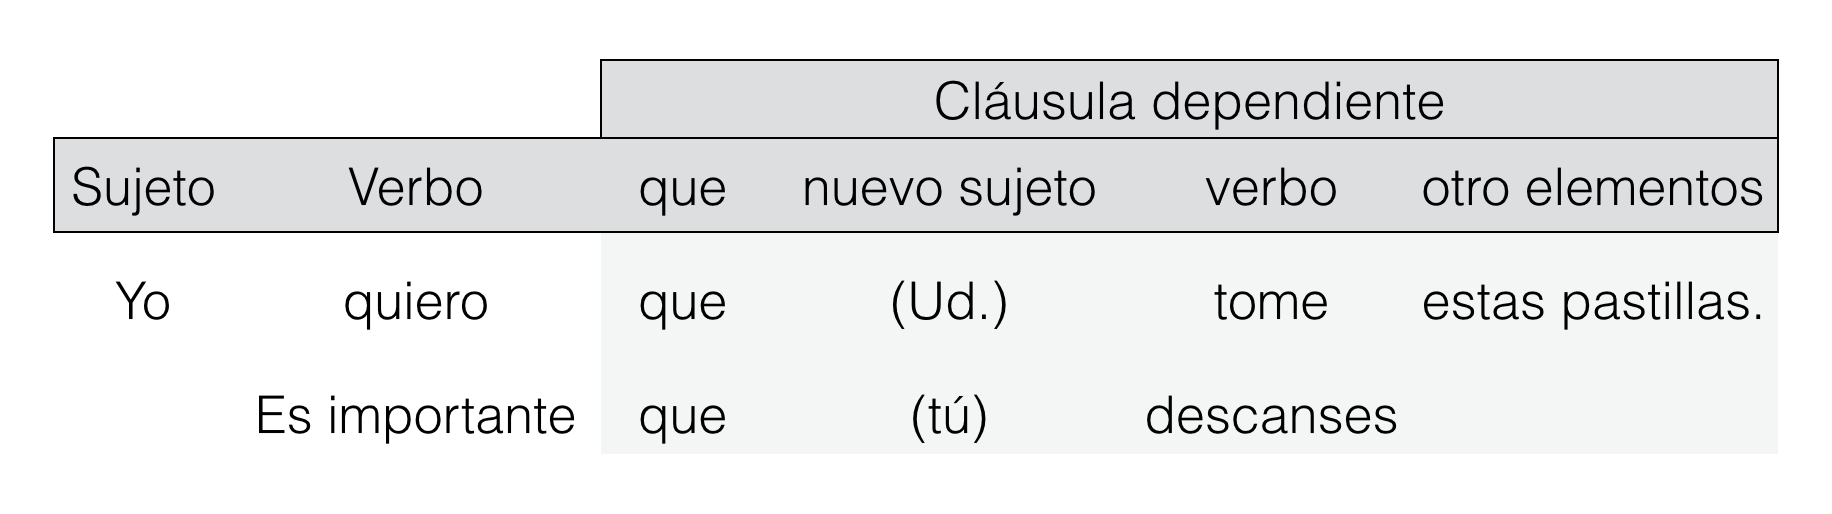 Cláusula dependiente
Sujeto Verbo que nuevo sujeto verbo otro elementos
Yo quiero que (Ud.) tome estas pastillas.
Es importante que (tú) descanses